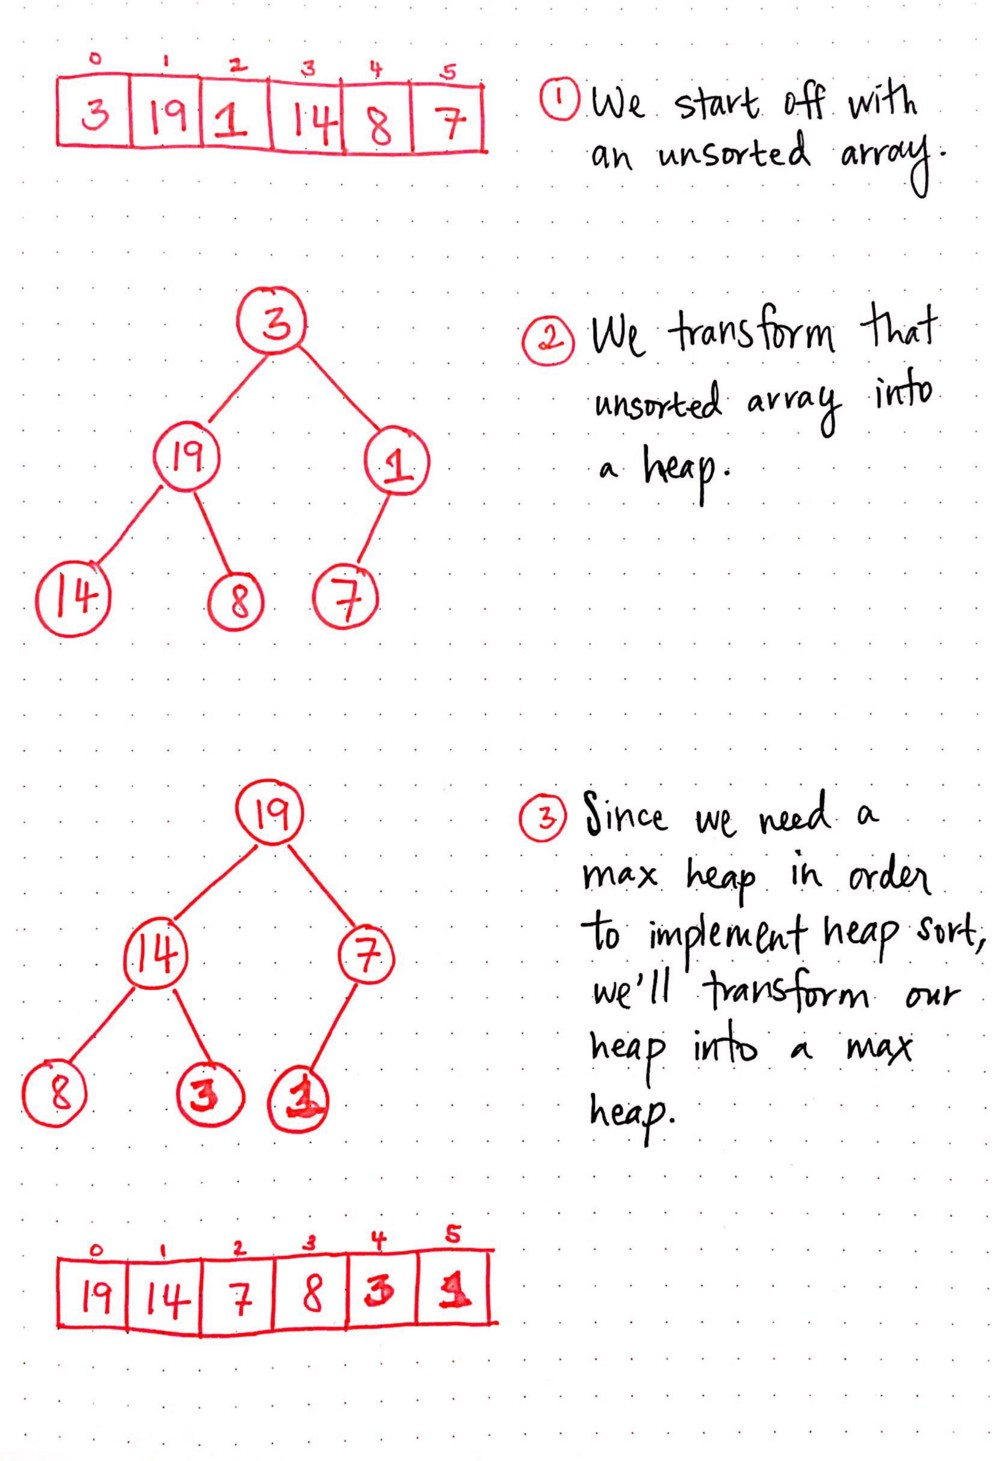 0 1 2 3 4 5
3 19 1 14 8 7
① We start off with
an unsorted array.
3
19 1
14 8 7
② We transform that
unsorted array into
a heap.
19
14 7
8 3 1
③ Since we need a
max heap in order
to implement heap sort,
we'll transform our
heap into a max
heap.
0 1 2 3 4 5
19 14 7 8 3 1